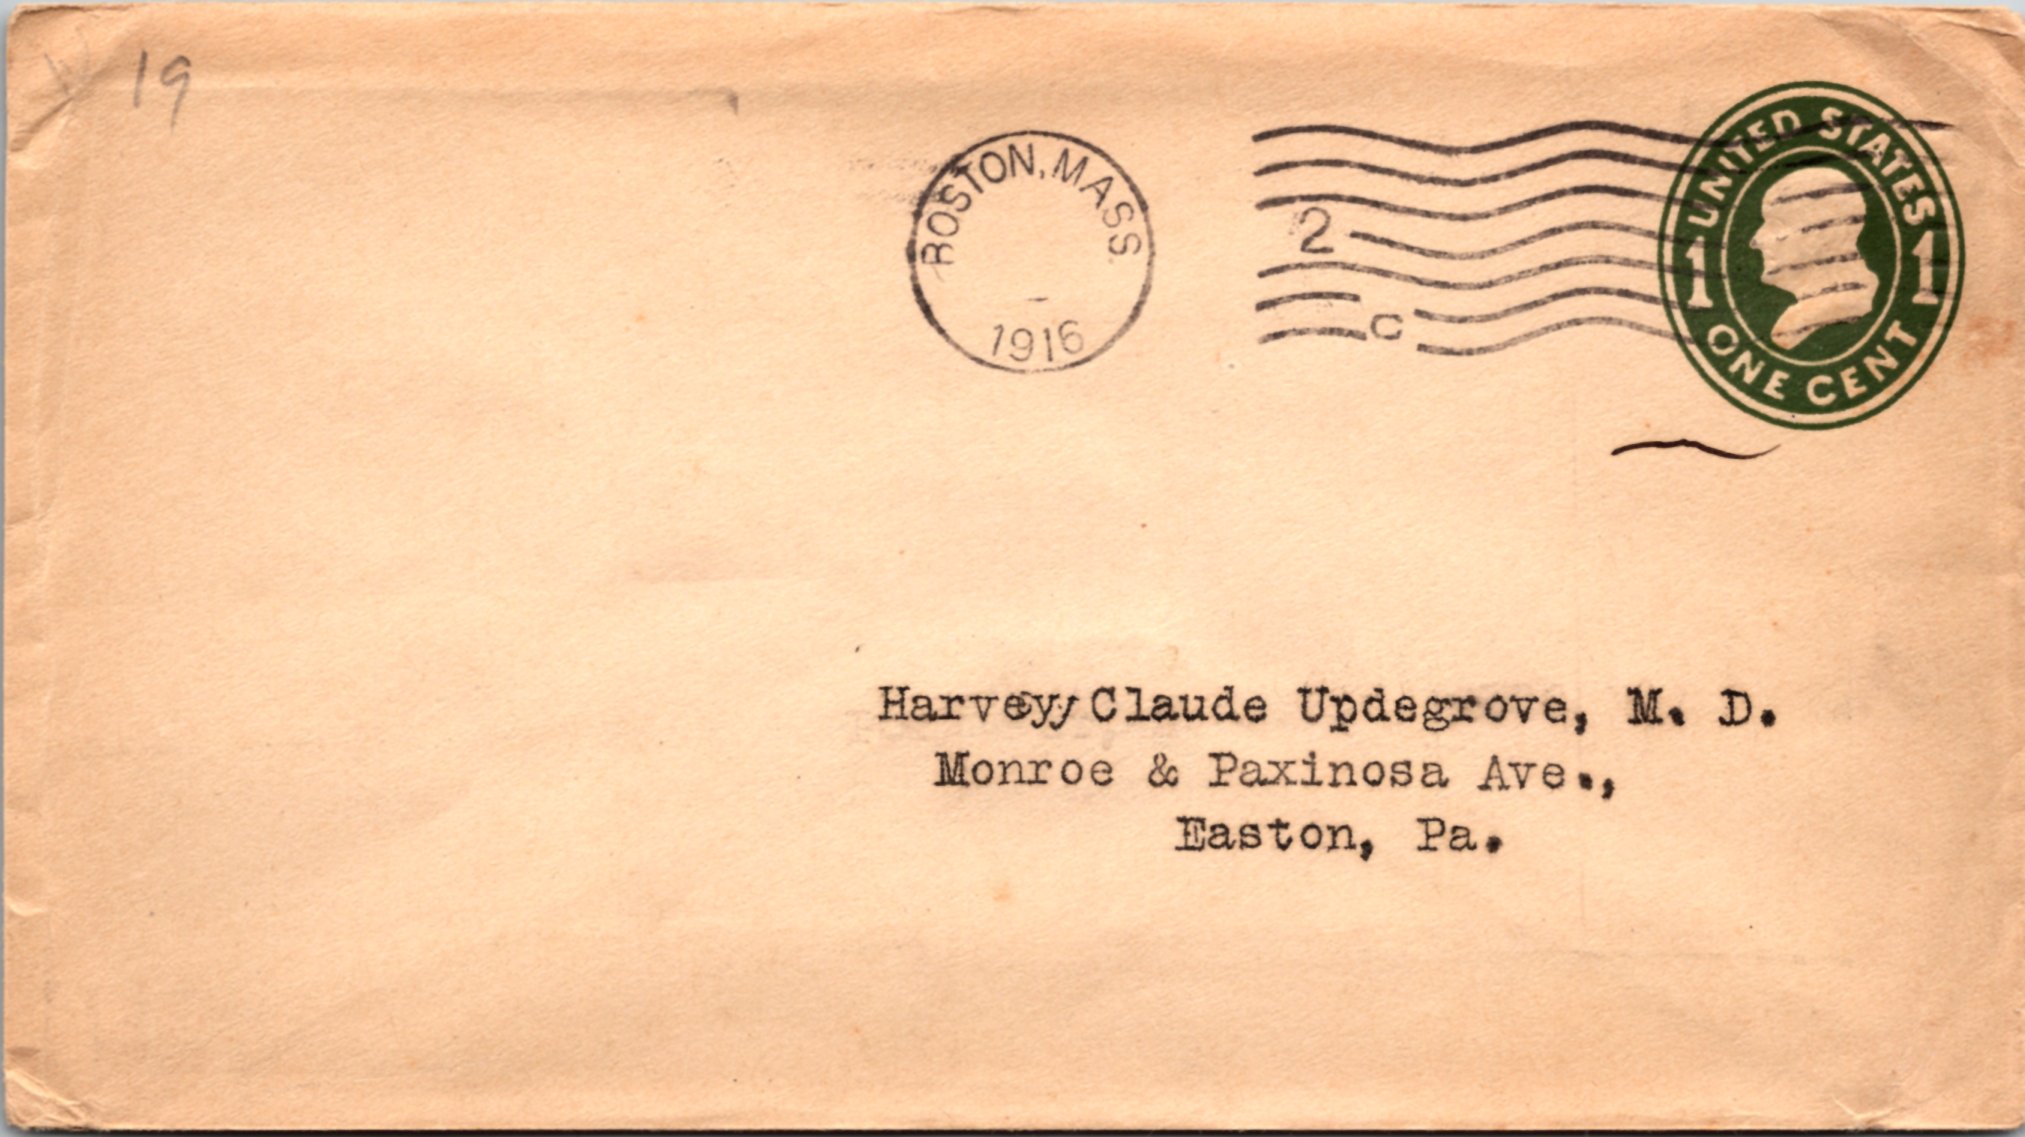 19
BOSTON, MASS.
1916
2
C
UNITED STATES
1 1
ONE CENT
Harvey Claude Updegrove, M. D.
Monroe & Paxinosa Ave.,
Easton, Pa.